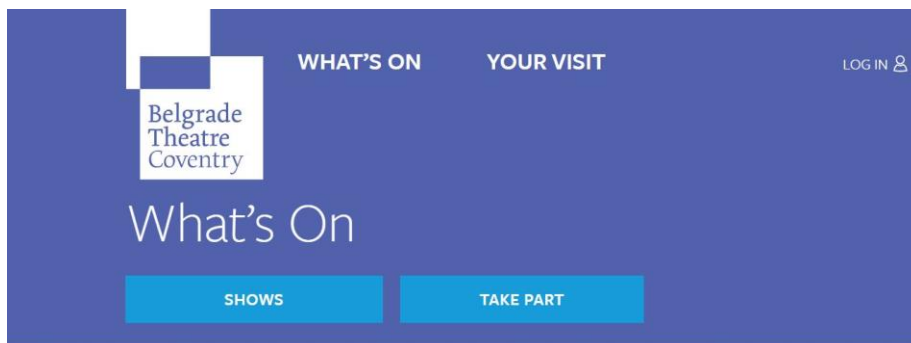 WHAT'S ON YOUR VISIT
LOG IN
Belgrade
Theatre
Coventry
What's On
SHOWS TAKE PART